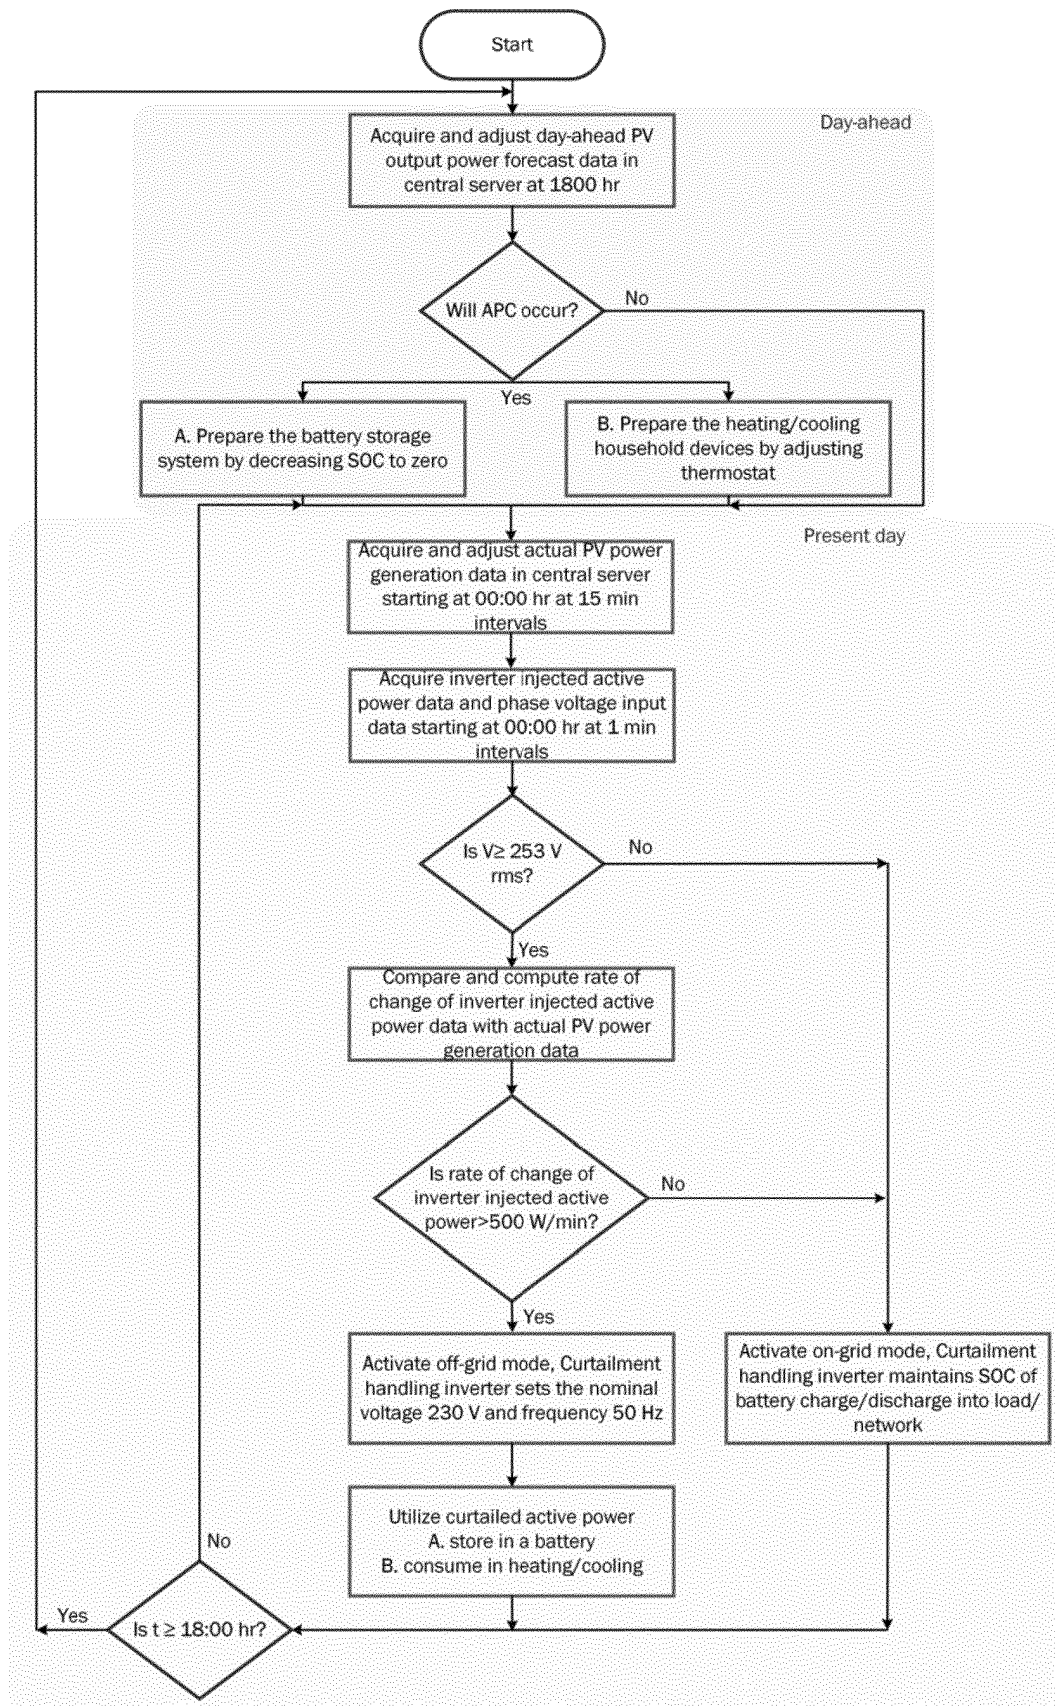 Start
Day-ahead
Acquire and adjust day-ahead PV
output power forecast data in
central server at 1800 hr
Will APC occur?
No
Yes
A. Prepare the battery storage
system by decreasing SOC to zero
B. Prepare the heating/cooling
household devices by adjusting
thermostat
Present day
Acquire and adjust actual PV power
generation data in central server
starting at 00:00 hr at 15 min
intervals
Acquire inverter injected active
power data and phase voltage input
data starting at 00:00 hr at 1 min
intervals
Is V≥ 253 V
rms?
No
Yes
Compare and compute rate of
change of inverter injected active
power data with actual PV power
generation data
Is rate of change of
inverter injected active
power>500 W/min?
No
Yes
Activate off-grid mode, Curtailment
handling inverter sets the nominal
voltage 230 V and frequency 50 Hz
Activate on-grid mode, Curtailment
handling inverter maintains SOC of
battery charge/discharge into load/
network
Utilize curtailed active power
A. store in a battery
B. consume in heating/cooling
No
Yes
Is t ≥ 18:00 hr?